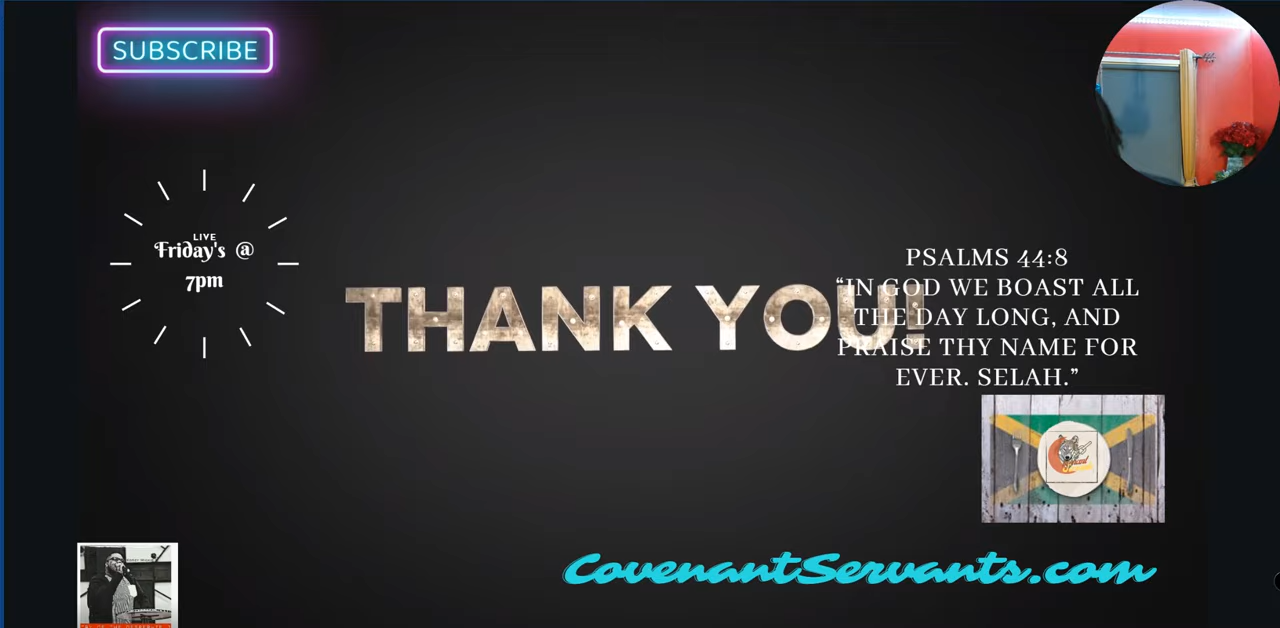 SUBSCRIBE
LIVE
Friday's @
7pm
THANK YOU!
PSALMS 44:8
“IN GOD WE BOAST ALL
THE DAY LONG, AND
PRAISE THY NAME FOR
EVER. SELAH.”
CovenantServants.com